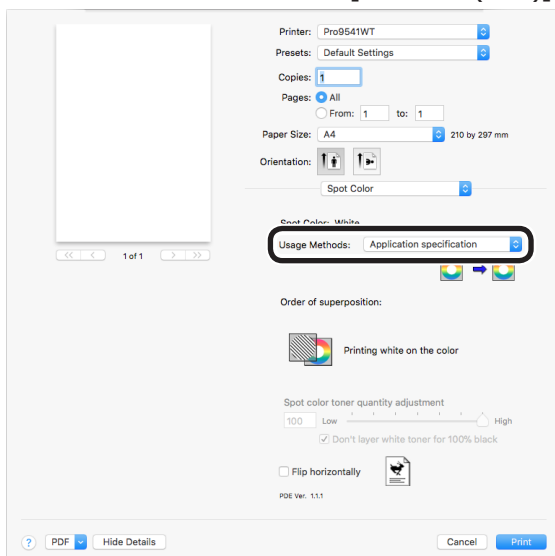 Printer: Pro9541WT
Presets: Default Settings
Copies: 1
Pages: All
From: 1 to: 1
Paper Size: A4 210 by 297 mm
Orientation:
Spot Color
Spot Color: White
Usage Methods: Application specification
<< < 1 of 1 > >>
Order of superposition:
Printing white on the color
Spot color toner quantity adjustment
100 Low High
Don't layer white toner for 100% black
Flip horizontally
PDE Ver. 1.1.1
? PDF Hide Details Cancel Print